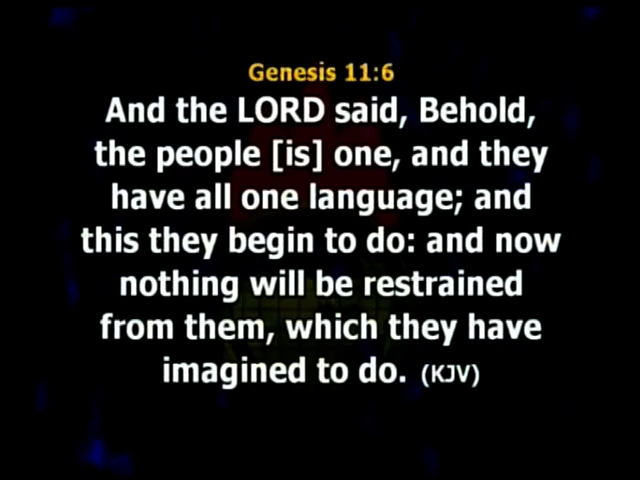 Genesis 11:6
And the LORD said, Behold,
the people [is] one, and they
have all one language; and
this they begin to do: and now
nothing will be restrained
from them, which they have
imagined to do. (KJV)